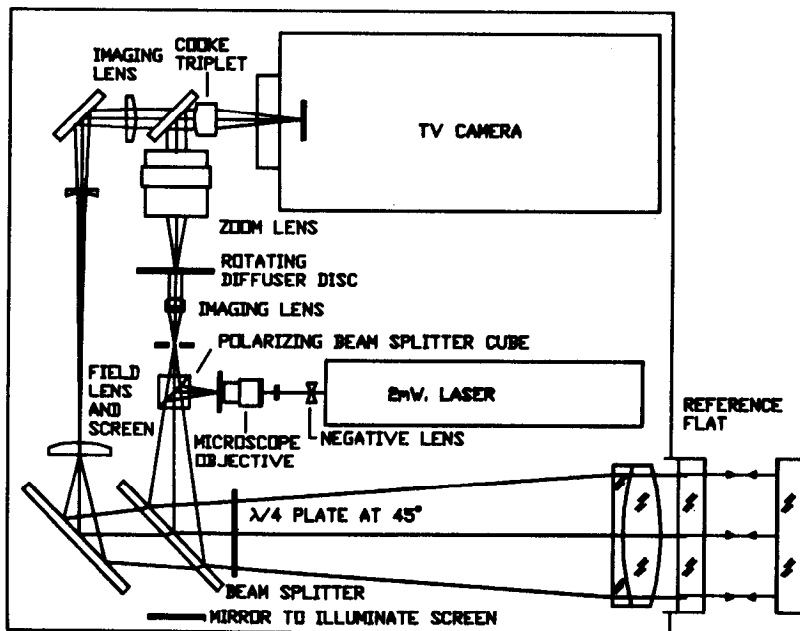 COOKE
TRIPLET
IMAGING
LENS
TV CAMERA
ZOOM LENS
ROTATING
DIFFUSER DISC
IMAGING LENS
POLARIZING BEAM SPLITTER CUBE
FIELD
LENS
AND
SCREEN
2mW. LASER
MICROSCOPE
OBJECTIVE
NEGATIVE LENS
REFERENCE
FLAT
λ/4 PLATE AT 45°
BEAM SPLITTER
MIRROR TO ILLUMINATE SCREEN